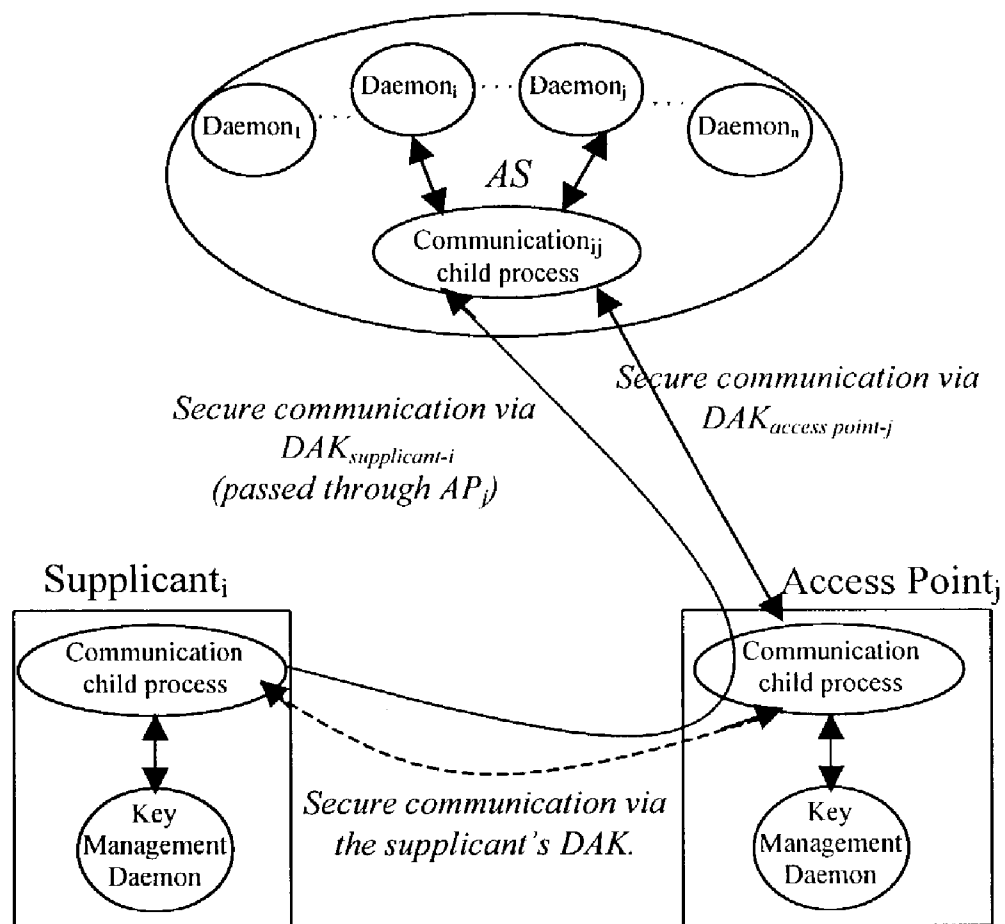 Daemon₁ ..... Daemonᵢ ..... Daemonⱼ ..... Daemonₙ
AS
Communicationᵢⱼ
child process
Secure communication via
DAK_supplicant-i
(passed through APⱼ)
Secure communication via
DAK_access point-j
Supplicantᵢ
Communication
child process
Key
Management
Daemon
Access Pointⱼ
Communication
child process
Key
Management
Daemon
Secure communication via
the supplicant's DAK.